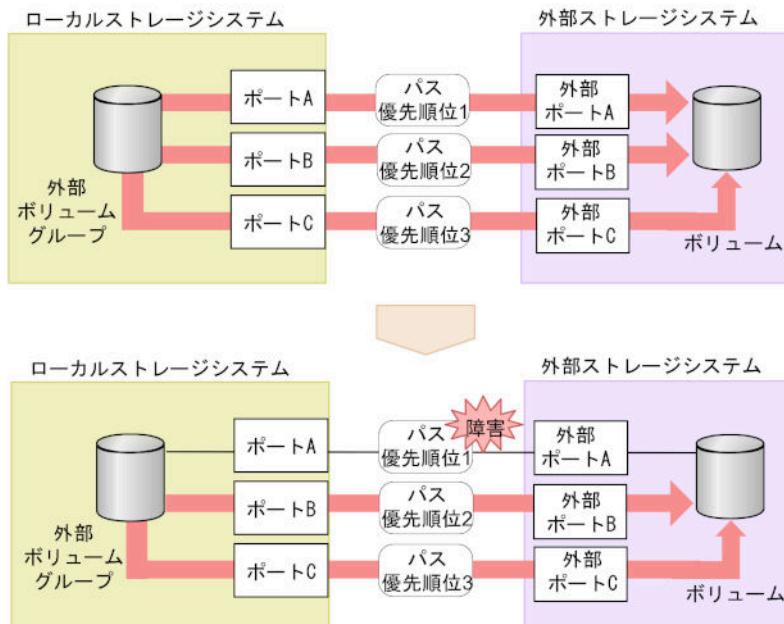 ローカルストレージシステム
外部ストレージシステム
ポートA
パス
優先順位1
外部
ポートA
ポートB
パス
優先順位2
外部
ポートB
外部
ボリューム
グループ
ポートC
パス
優先順位3
外部
ポートC
ボリューム
ローカルストレージシステム
外部ストレージシステム
障害
ポートA
パス
優先順位1
外部
ポートA
ポートB
パス
優先順位2
外部
ポートB
外部
ボリューム
グループ
ポートC
パス
優先順位3
外部
ポートC
ボリューム